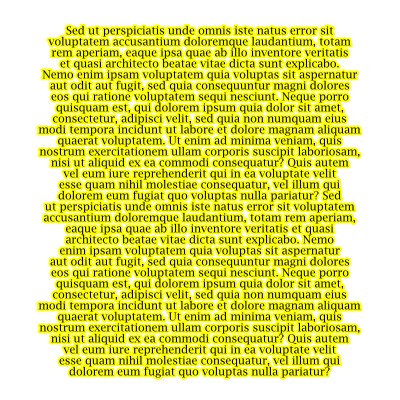 Sed ut perspiciatis unde omnis iste natus error sit
voluptatem accusantium doloremque laudantium, totam
rem aperiam, eaque ipsa quae ab illo inventore veritatis
et quasi architecto beatae vitae dicta sunt explicabo.
Nemo enim ipsam voluptatem quia voluptas sit aspernatur
aut odit aut fugit, sed quia consequuntur magni dolores
eos qui ratione voluptatem sequi nesciunt. Neque porro
quisquam est, qui dolorem ipsum quia dolor sit amet,
consectetur, adipisci velit, sed quia non numquam eius
modi tempora incidunt ut labore et dolore magnam aliquam
quaerat voluptatem. Ut enim ad minima veniam, quis
nostrum exercitationem ullam corporis suscipit laboriosam,
nisi ut aliquid ex ea commodi consequatur? Quis autem
vel eum iure reprehenderit qui in ea voluptate velit
esse quam nihil molestiae consequatur, vel illum qui
dolorem eum fugiat quo voluptas nulla pariatur? Sed
ut perspiciatis unde omnis iste natus error sit voluptatem
accusantium doloremque laudantium, totam rem aperiam,
eaque ipsa quae ab illo inventore veritatis et quasi
architecto beatae vitae dicta sunt explicabo. Nemo
enim ipsam voluptatem quia voluptas sit aspernatur
aut odit aut fugit, sed quia consequuntur magni dolores
eos qui ratione voluptatem sequi nesciunt. Neque porro
quisquam est, qui dolorem ipsum quia dolor sit amet,
consectetur, adipisci velit, sed quia non numquam eius
modi tempora incidunt ut labore et dolore magnam aliquam
quaerat voluptatem. Ut enim ad minima veniam, quis
nostrum exercitationem ullam corporis suscipit laboriosam,
nisi ut aliquid ex ea commodi consequatur? Quis autem
vel eum iure reprehenderit qui in ea voluptate velit
esse quam nihil molestiae consequatur, vel illum qui
dolorem eum fugiat quo voluptas nulla pariatur?